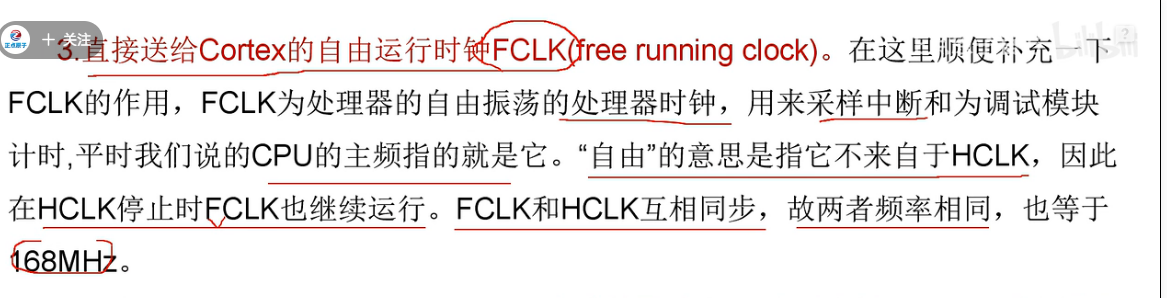 正点原子 + 关注
3.直接送给Cortex的自由运行时钟FCLK(free running clock)。在这里顺便补充一下
FCLK的作用，FCLK为处理器的自由振荡的处理器时钟，用来采样中断和为调试模块
计时,平时我们说的CPU的主频指的就是它。“自由”的意思是指它不来自于HCLK，因此
在HCLK停止时FCLK也继续运行。FCLK和HCLK互相同步，故两者频率相同，也等于
168MHz。